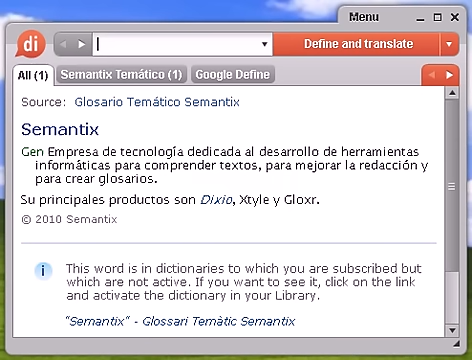 Menu
di
Define and translate
All (1) Semantix Temático (1) Google Define
Source: Glosario Temático Semantix
Semantix
Gen Empresa de tecnología dedicada al desarrollo de herramientas
informáticas para comprender textos, para mejorar la redacción y
para crear glosarios.
Su principales productos son Dixio, Xtyle y Gloxr.
© 2010 Semantix
i
This word is in dictionaries to which you are subscribed but
which are not active. If you want to see it, click on the link
and activate the dictionary in your Library.
"Semantix" - Glossari Temàtic Semantix